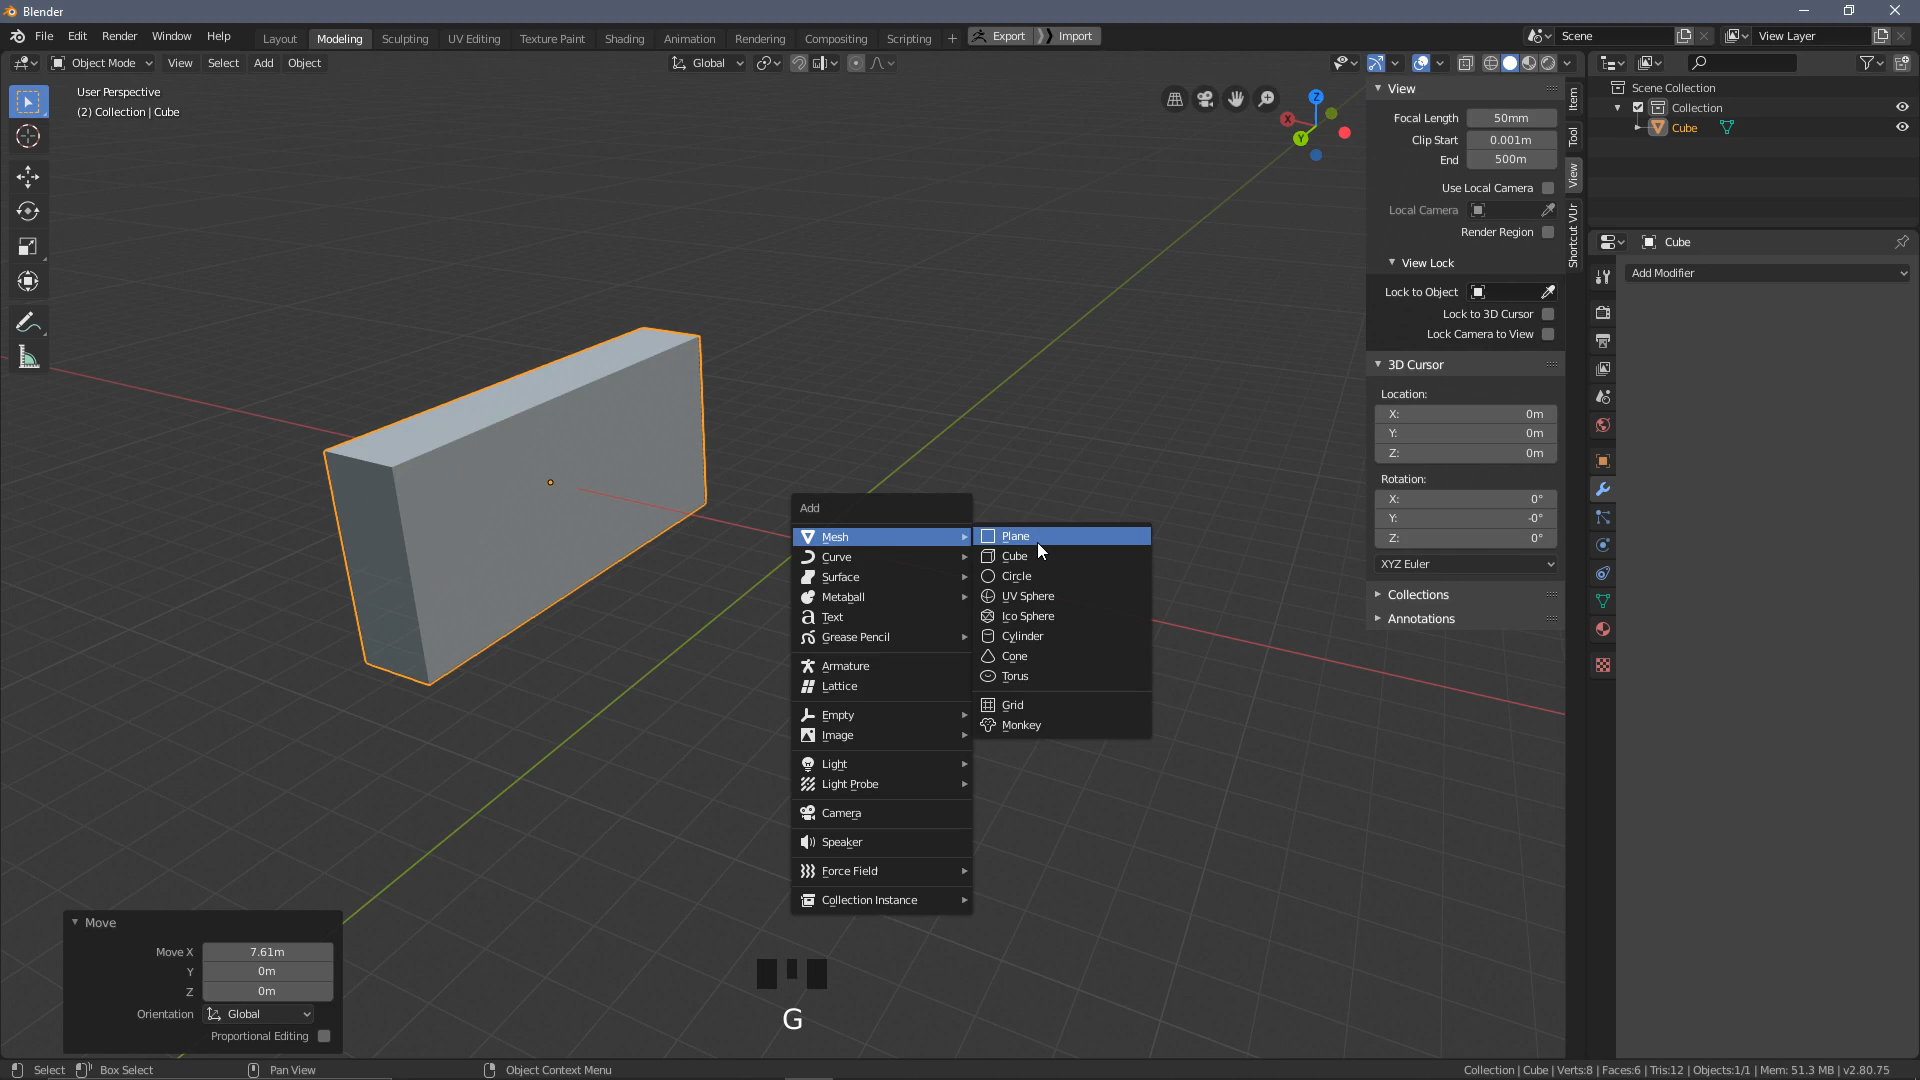 Blender
File Edit Render Window Help
Layout Modeling Sculpting UV Editing Texture Paint Shading Animation Rendering Compositing Scripting + Export Import
Scene View Layer
Object Mode View Select Add Object
Global
User Perspective
(2) Collection | Cube
Z
X
Y
View
Focal Length 50mm
Clip Start 0.001m
End 500m
Use Local Camera
Local Camera
Render Region
View Lock
Lock to Object
Lock to 3D Cursor
Lock Camera to View
3D Cursor
Location:
X: 0m
Y: 0m
Z: 0m
Rotation:
X: 0°
Y: -0°
Z: 0°
XYZ Euler
Collections
Annotations
Item
Tool
View
Shortcut VUr
Scene Collection
Collection
Cube
Cube
Add Modifier
Add
Mesh
Curve
Surface
Metaball
Text
Grease Pencil
Armature
Lattice
Empty
Image
Light
Light Probe
Camera
Speaker
Force Field
Collection Instance
Plane
Cube
Circle
UV Sphere
Ico Sphere
Cylinder
Cone
Torus
Grid
Monkey
Move
Move X 7.61m
Y 0m
Z 0m
Orientation Global
Proportional Editing
G
Select Box Select Pan View Object Context Menu
Collection | Cube | Verts:8 | Faces:6 | Tris:12 | Objects:1/1 | Mem: 51.3 MB | v2.80.75